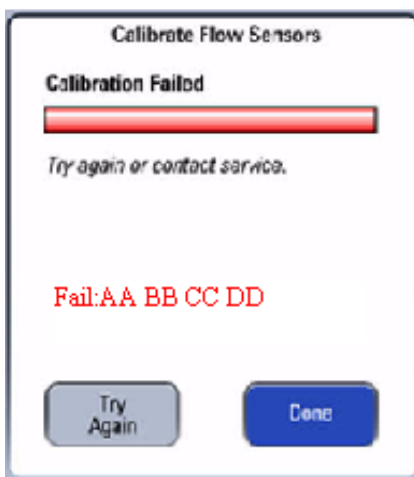 Calibrate Flow Sensors
Calibration Failed
Try again or contact service.
Fail:AA BB CC DD
Try
Again
Done